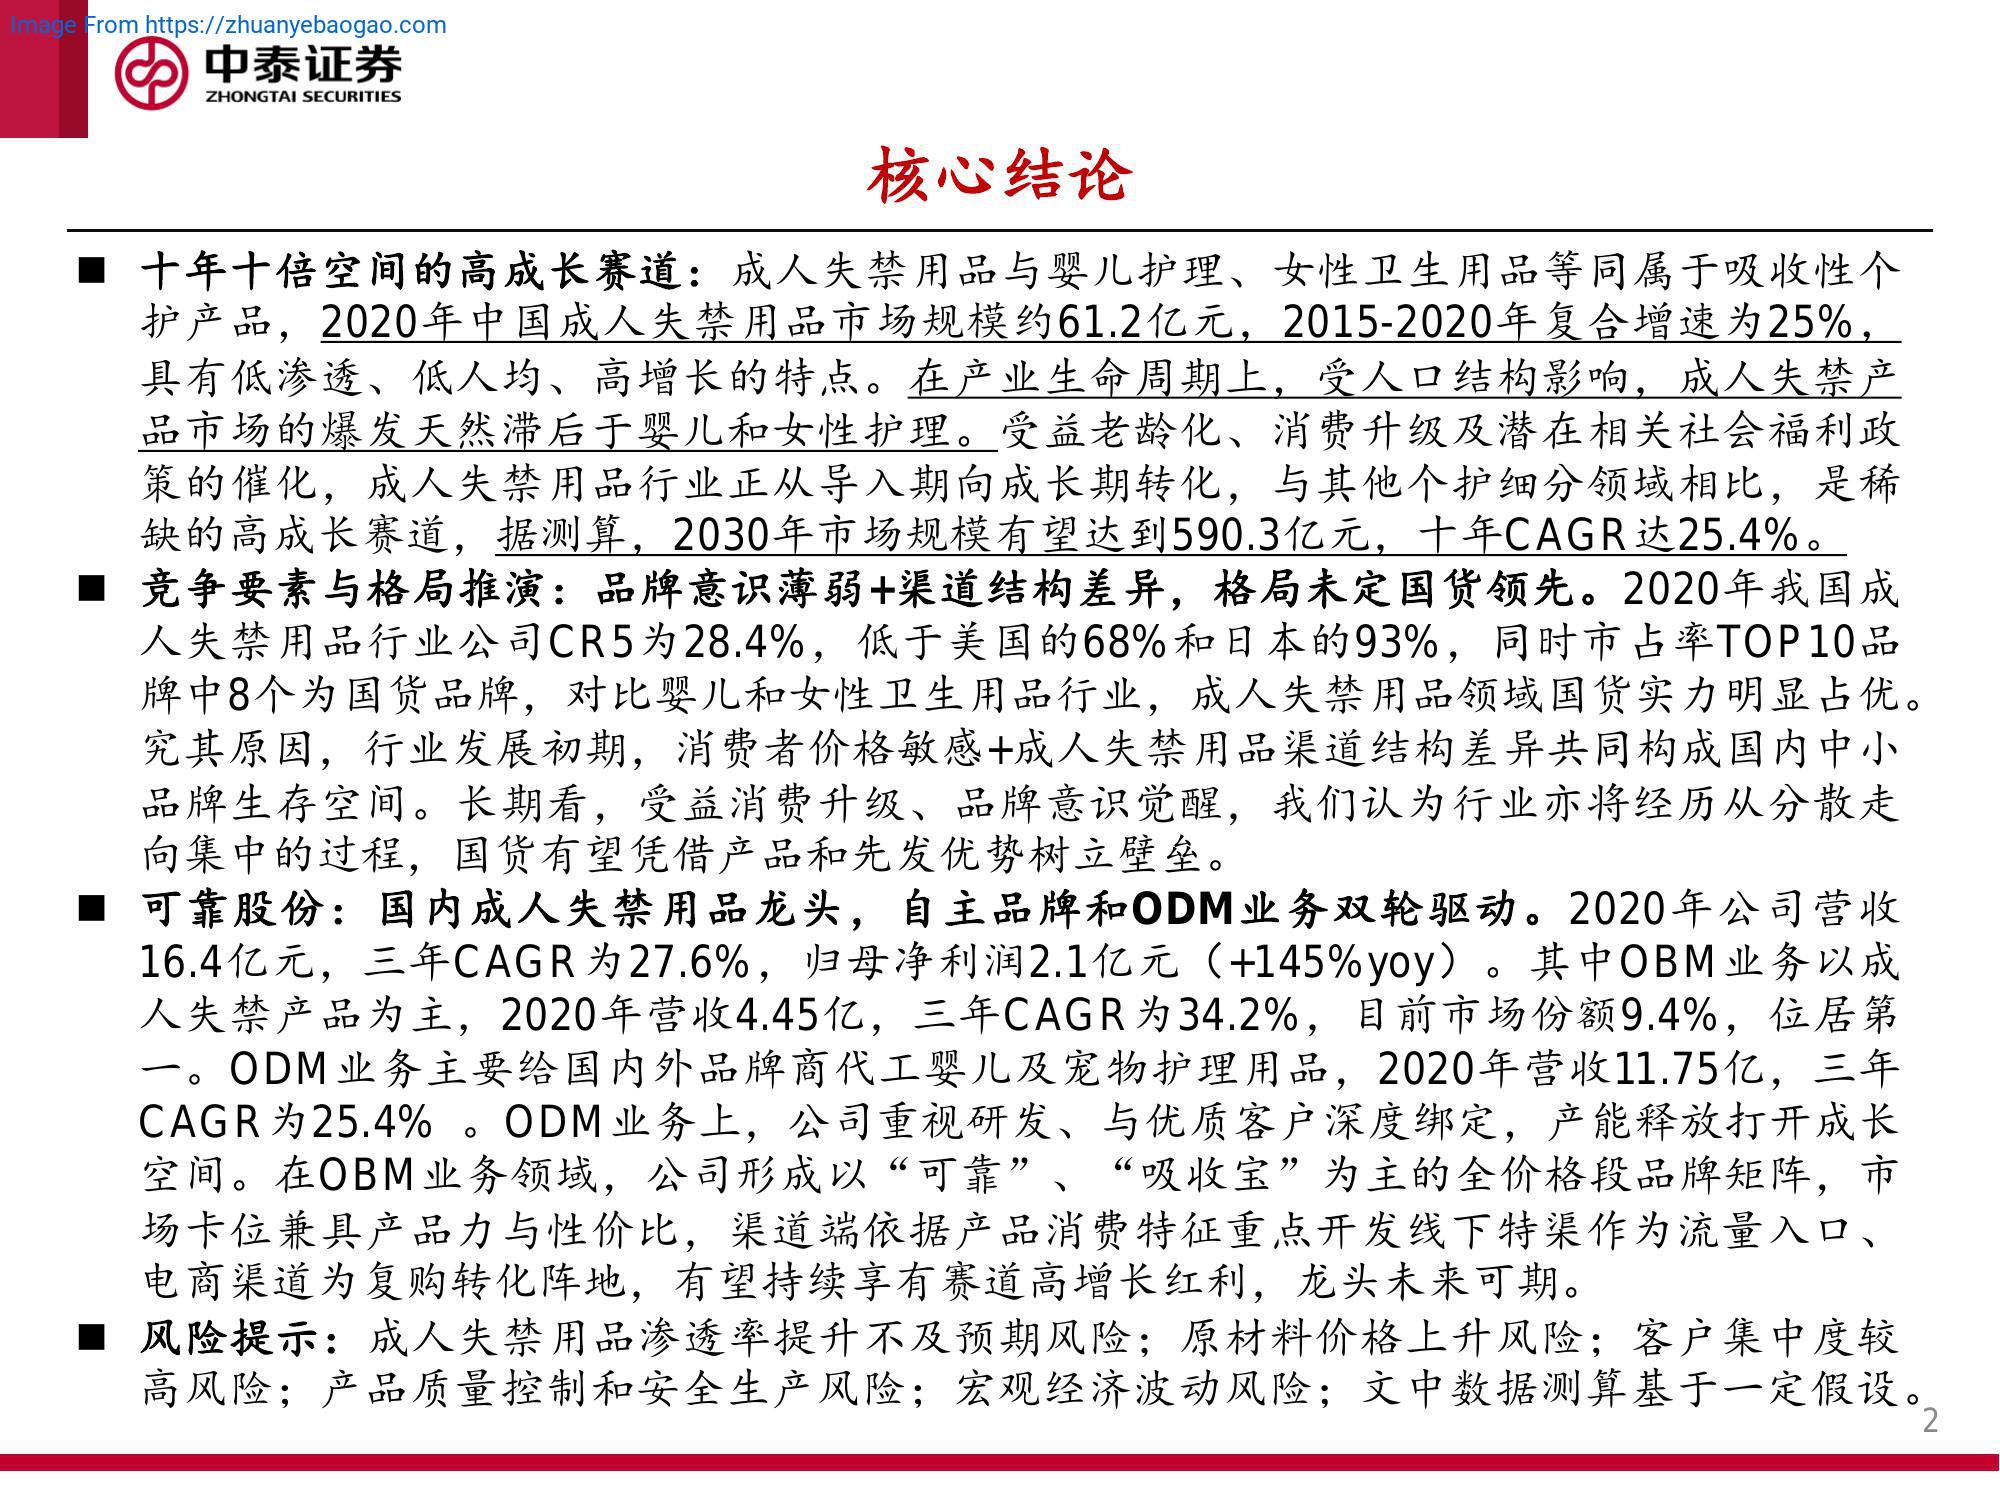 Image From https://zhuanyebaogao.com
中泰证券
ZHONGTAI SECURITIES
核心结论
■ 十年十倍空间的高成长赛道：成人失禁用品与婴儿护理、女性卫生用品等同属于吸收性个
护产品，2020年中国成人失禁用品市场规模约61.2亿元，2015-2020年复合增速为25%，
具有低渗透、低人均、高增长的特点。在产业生命周期上，受人口结构影响，成人失禁产
品市场的爆发天然滞后于婴儿和女性护理。受益老龄化、消费升级及潜在相关社会福利政
策的催化，成人失禁用品行业正从导入期向成长期转化，与其他个护细分领域相比，是稀
缺的高成长赛道，据测算，2030年市场规模有望达到590.3亿元，十年CAGR达25.4%。
■ 竞争要素与格局推演：品牌意识薄弱+渠道结构差异，格局未定国货领先。2020年我国成
人失禁用品行业公司CR5为28.4%，低于美国的68%和日本的93%，同时市占率TOP10品
牌中8个为国货品牌，对比婴儿和女性卫生用品行业，成人失禁用品领域国货实力明显占优。
究其原因，行业发展初期，消费者价格敏感+成人失禁用品渠道结构差异共同构成国内中小
品牌生存空间。长期看，受益消费升级、品牌意识觉醒，我们认为行业亦将经历从分散走
向集中的过程，国货有望凭借产品和先发优势树立壁垒。
■ 可靠股份：国内成人失禁用品龙头，自主品牌和ODM业务双轮驱动。2020年公司营收
16.4亿元，三年CAGR为27.6%，归母净利润2.1亿元（+145%yoy）。其中OBM业务以成
人失禁产品为主，2020年营收4.45亿，三年CAGR为34.2%，目前市场份额9.4%，位居第
一。ODM业务主要给国内外品牌商代工婴儿及宠物护理用品，2020年营收11.75亿，三年
CAGR为25.4% 。ODM业务上，公司重视研发、与优质客户深度绑定，产能释放打开成长
空间。在OBM业务领域，公司形成以“可靠”、“吸收宝”为主的全价格段品牌矩阵，市
场卡位兼具产品力与性价比，渠道端依据产品消费特征重点开发线下特渠作为流量入口、
电商渠道为复购转化阵地，有望持续享有赛道高增长红利，龙头未来可期。
■ 风险提示：成人失禁用品渗透率提升不及预期风险；原材料价格上升风险；客户集中度较
高风险；产品质量控制和安全生产风险；宏观经济波动风险；文中数据测算基于一定假设。
2